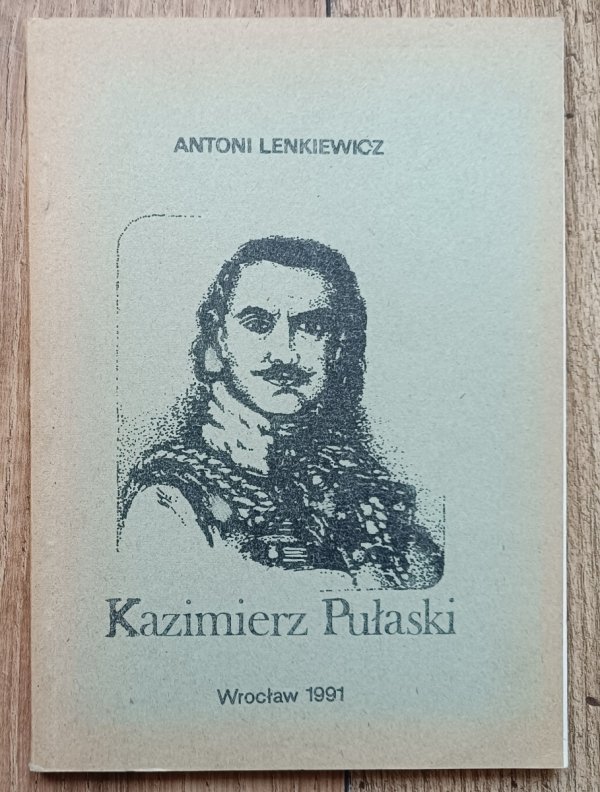 ANTONI LENKIEWICZ
Kazimierz Pułaski
Wrocław 1991